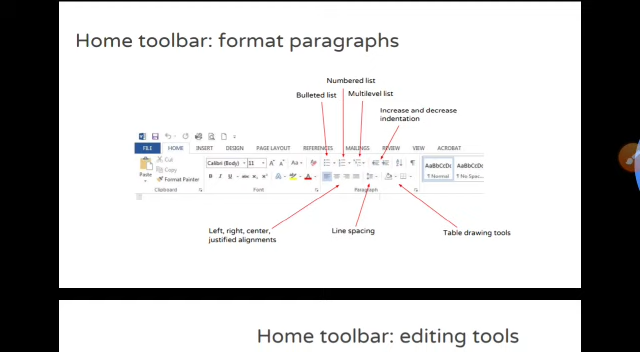 Home toolbar: format paragraphs
Numbered list
Bulleted list
Multilevel list
Increase and decrease
indentation
FILE HOME INSERT DESIGN PAGE LAYOUT REFERENCES MAILINGS REVIEW VIEW ACROBAT
Cut
Copy
Format Painter
Paste
Calibri (Body) 11
AaBbCcDc AaBbCcDc
¶ Normal ¶ No Spac...
Clipboard Font Paragraph
Left, right, center,
justified alignments
Line spacing
Table drawing tools
Home toolbar: editing tools